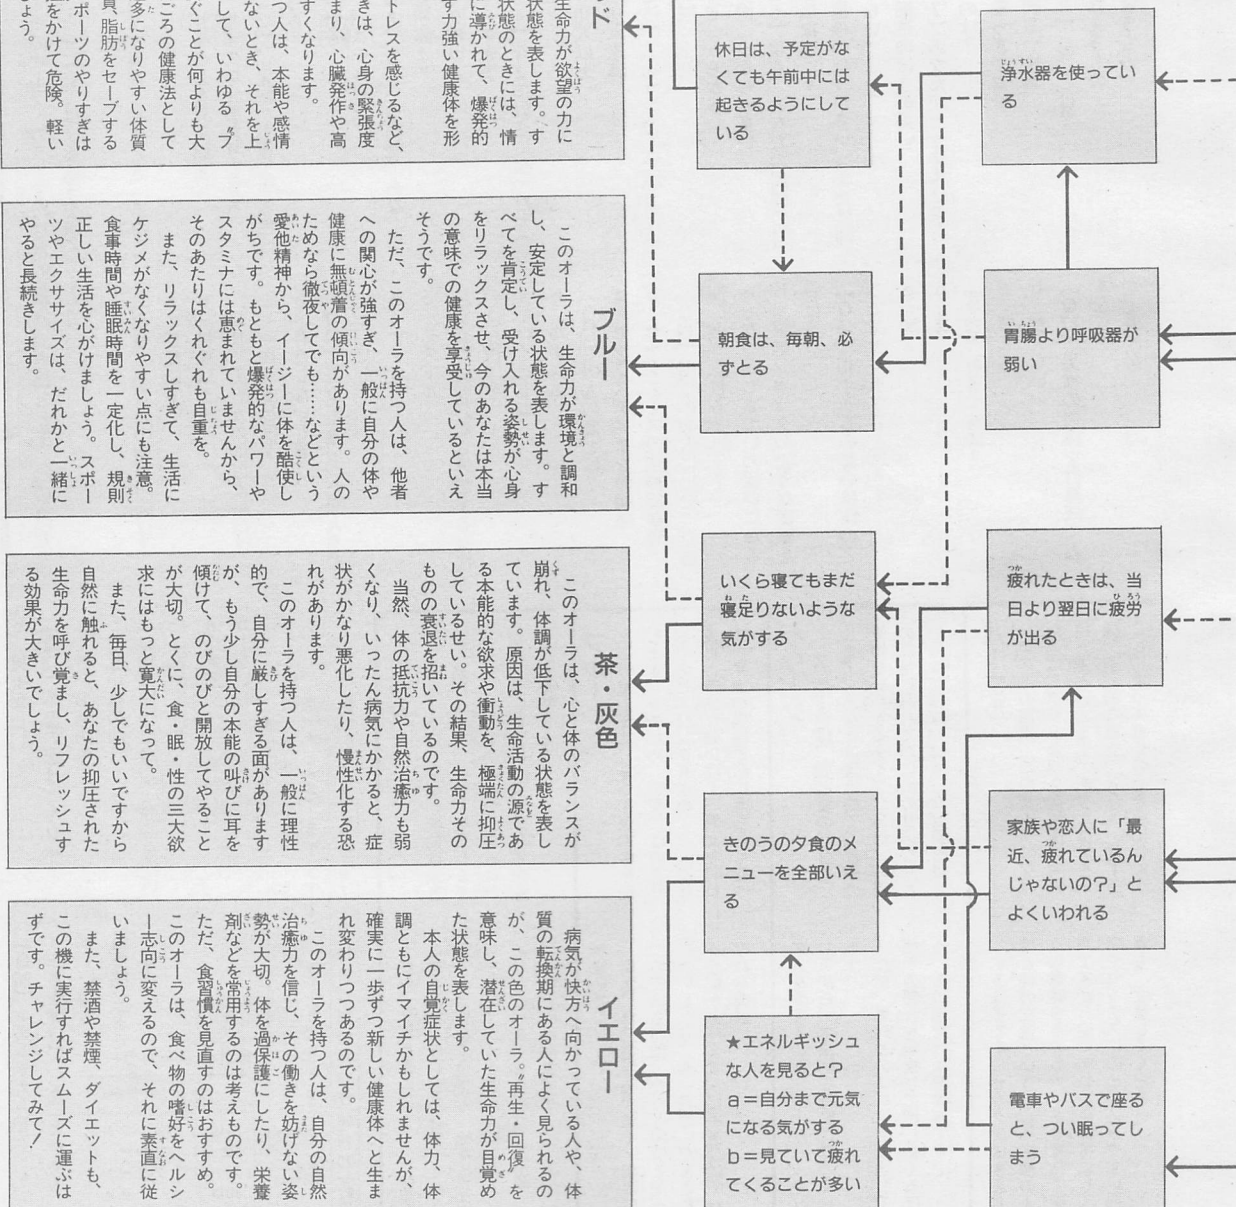 浄水器を使ってい
る
胃腸より呼吸器が
弱い
疲れたときは、当
日より翌日に疲労
が出る
家族や恋人に「最
近、疲れているん
じゃないの？」と
よくいわれる
電車やバスで座る
と、つい眠ってし
まう
休日は、予定がな
くても午前中には
起きるようにして
いる
朝食は、毎朝、必
ずとる
いくら寝てもまだ
寝足りないような
気がする
きのうの夕食のメ
ニューを全部いえ
る
★エネルギッシュ
な人を見ると？
a＝自分まで元気
になる気がする
b＝見ていて疲れ
てくることが多い
ド
生命力が欲望の力に
状態を表します。す
状態のときには、情
に導かれて、爆発的
す力強い健康体を形
トレスを感じるなど、
きは、心身の緊張度
まり、心臓発作や高
すくなります。
つ人は、本能や感情
ないとき、それを上
して、いわゆる〝プ
ぐことが何よりも大
ごろの健康法として
多になりやすい体質
員、脂肪をセーブする
ポーツのやりすぎは
をかけて危険。軽い
しょう。
ブルー
このオーラは、生命力が環境と調和
し、安定している状態を表します。す
べてを肯定し、受け入れる姿勢が心身
をリラックスさせ、今のあなたは本当
の意味での健康を享受しているといえ
そうです。
ただ、このオーラを持つ人は、他者
への関心が強すぎ、一般に自分の体や
健康に無頓着の傾向があります。人の
ためなら徹夜してでも……などという
愛他精神から、イージーに体を酷使し
がちです。もともと爆発的なパワーや
スタミナには恵まれていませんから、
そのあたりはくれぐれも自重を。
また、リラックスしすぎて、生活に
ケジメがなくなりやすい点にも注意。
食事時間や睡眠時間を一定化し、規則
正しい生活を心がけましょう。スポー
ツやエクササイズは、だれかと一緒に
やると長続きします。
茶・灰色
このオーラは、心と体のバランスが
崩れ、体調が低下している状態を表し
ています。原因は、生命活動の源であ
る本能的な欲求や衝動を、極端に抑圧
しているせい。その結果、生命力その
ものの衰退を招いているのです。
当然、体の抵抗力や自然治癒力も弱
くなり、いったん病気にかかると、症
状がかなり悪化したり、慢性化する恐
れがあります。
このオーラを持つ人は、一般に理性
的で、自分に厳しすぎる面があります
が、もう少し自分の本能の叫びに耳を
傾けて、のびのびと開放してやること
が大切。とくに、食・眠・性の三大欲
求にはもっと寛大になって。
また、毎日、少しでもいいですから
自然に触れると、あなたの抑圧された
生命力を呼び覚まし、リフレッシュす
る効果が大きいでしょう。
イエロー
病気が快方へ向かっている人や、体
質の転換期にある人によく見られるの
が、この色のオーラ。〝再生・回復〟を
意味し、潜在していた生命力が目覚め
た状態を表します。
本人の自覚症状としては、体力、体
調ともにイマイチかもしれませんが、
確実に一歩ずつ新しい健康体へと生ま
れ変わりつつあるのです。
このオーラを持つ人は、自分の自然
治癒力を信じ、その働きを妨げない姿
勢が大切。体を過保護にしたり、栄養
剤などを常用するのは考えものです。
ただ、食習慣を見直すのはおすすめ。
このオーラは、食べ物の嗜好をヘルシ
ー志向に変えるので、それに素直に従
いましょう。
また、禁酒や禁煙、ダイエットも、
この機に実行すればスムーズに運ぶは
ずです。チャレンジしてみて！